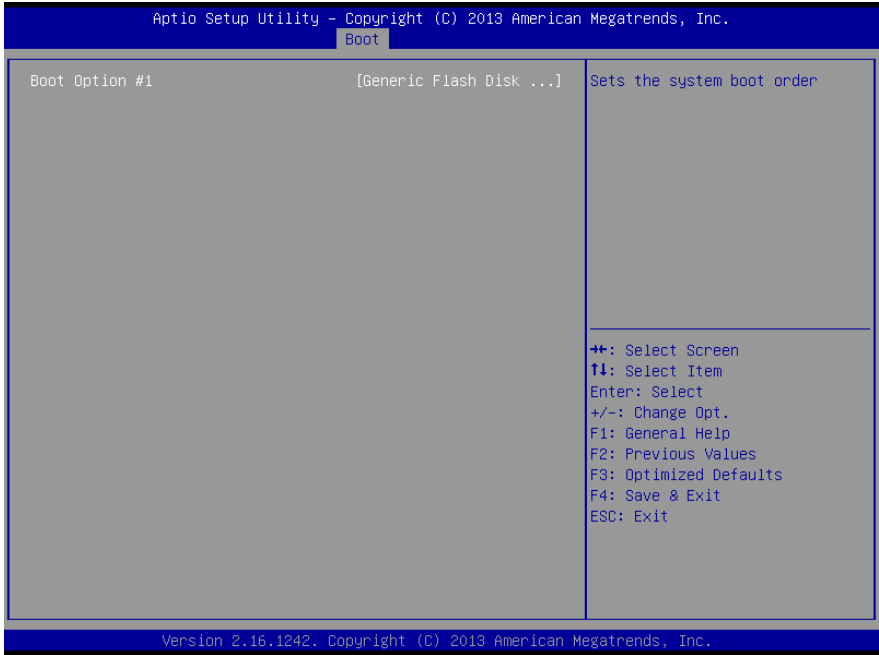 Aptio Setup Utility – Copyright (C) 2013 American Megatrends, Inc.
Boot
Boot Option #1 [Generic Flash Disk ...]
Sets the system boot order
→←: Select Screen
↑↓: Select Item
Enter: Select
+/-: Change Opt.
F1: General Help
F2: Previous Values
F3: Optimized Defaults
F4: Save & Exit
ESC: Exit
Version 2.16.1242. Copyright (C) 2013 American Megatrends, Inc.